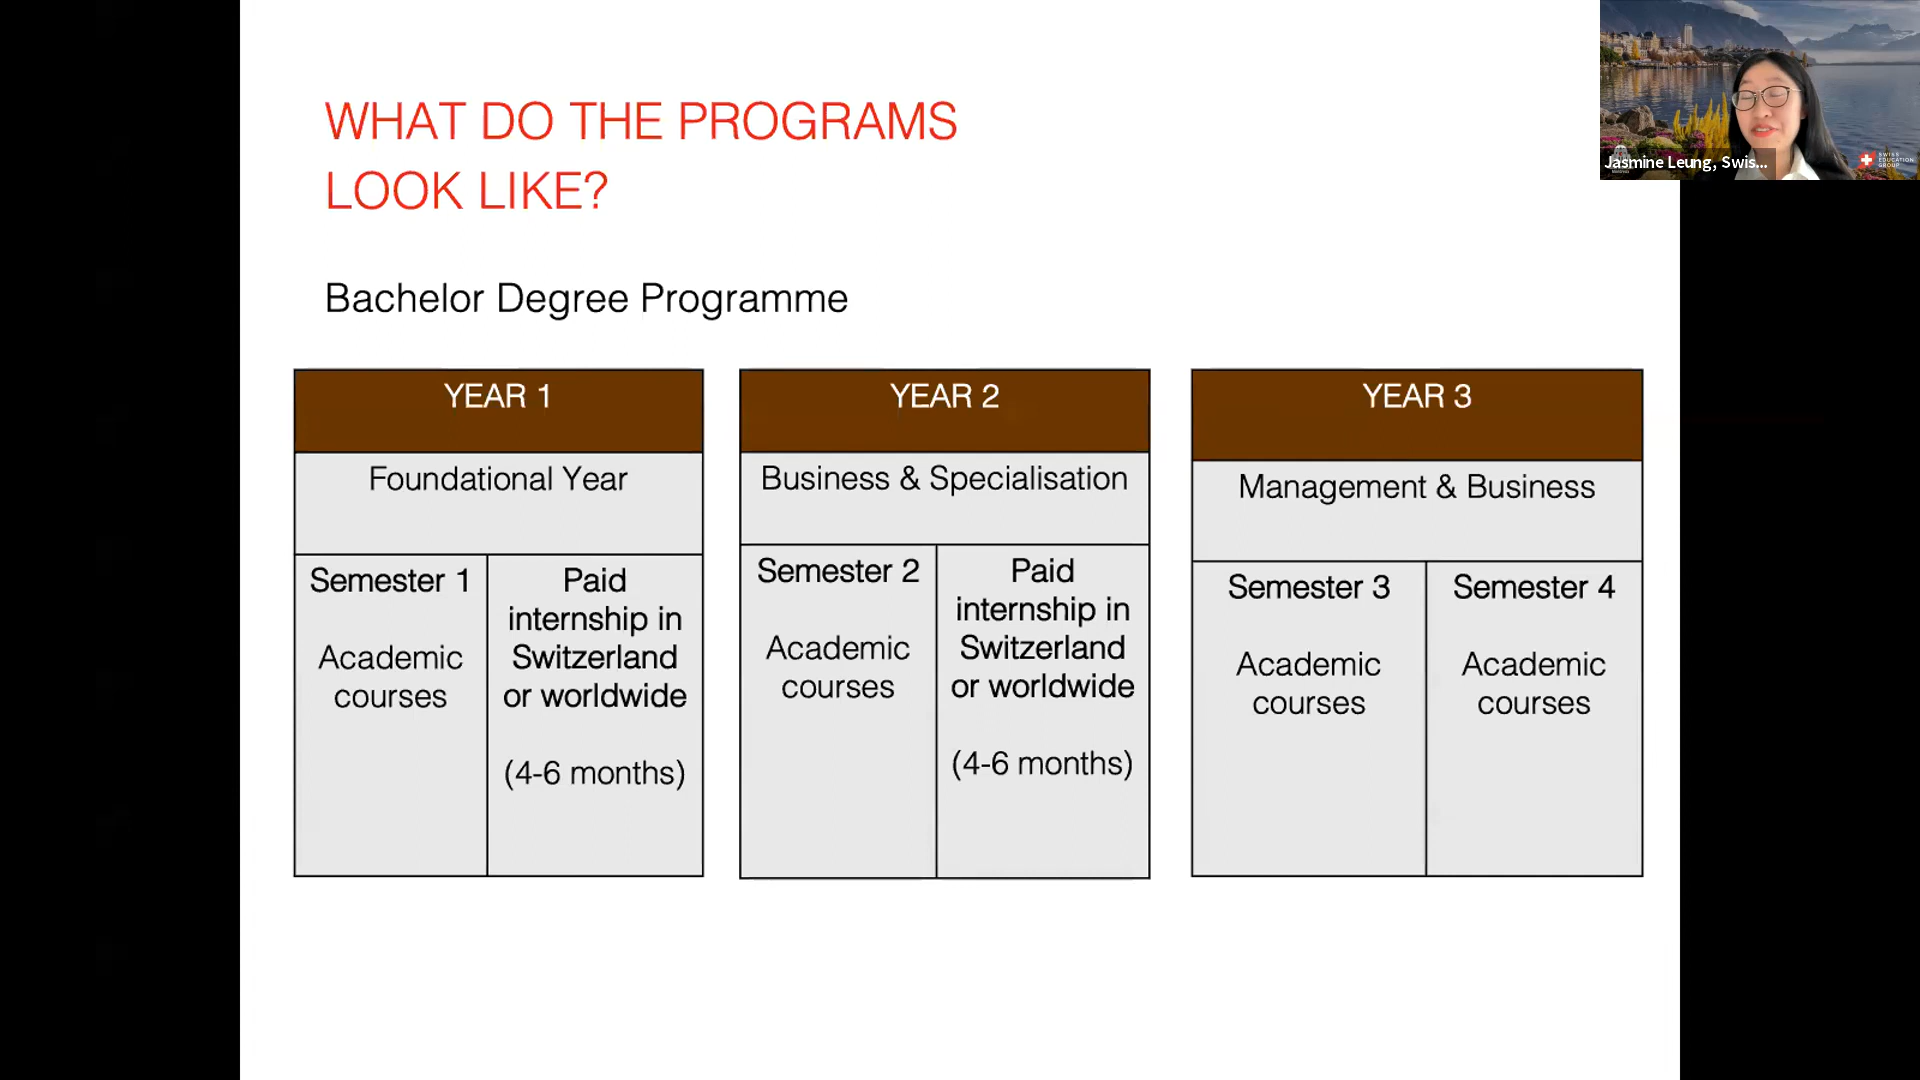 WHAT DO THE PROGRAMS
LOOK LIKE?
Bachelor Degree Programme
YEAR 1
Foundational Year
Semester 1
Academic
courses
Paid
internship in
Switzerland
or worldwide
(4-6 months)
YEAR 2
Business & Specialisation
Semester 2
Academic
courses
Paid
internship in
Switzerland
or worldwide
(4-6 months)
YEAR 3
Management & Business
Semester 3
Academic
courses
Semester 4
Academic
courses
Jasmine Leung, Swis...
SWISS
EDUCATION
GROUP